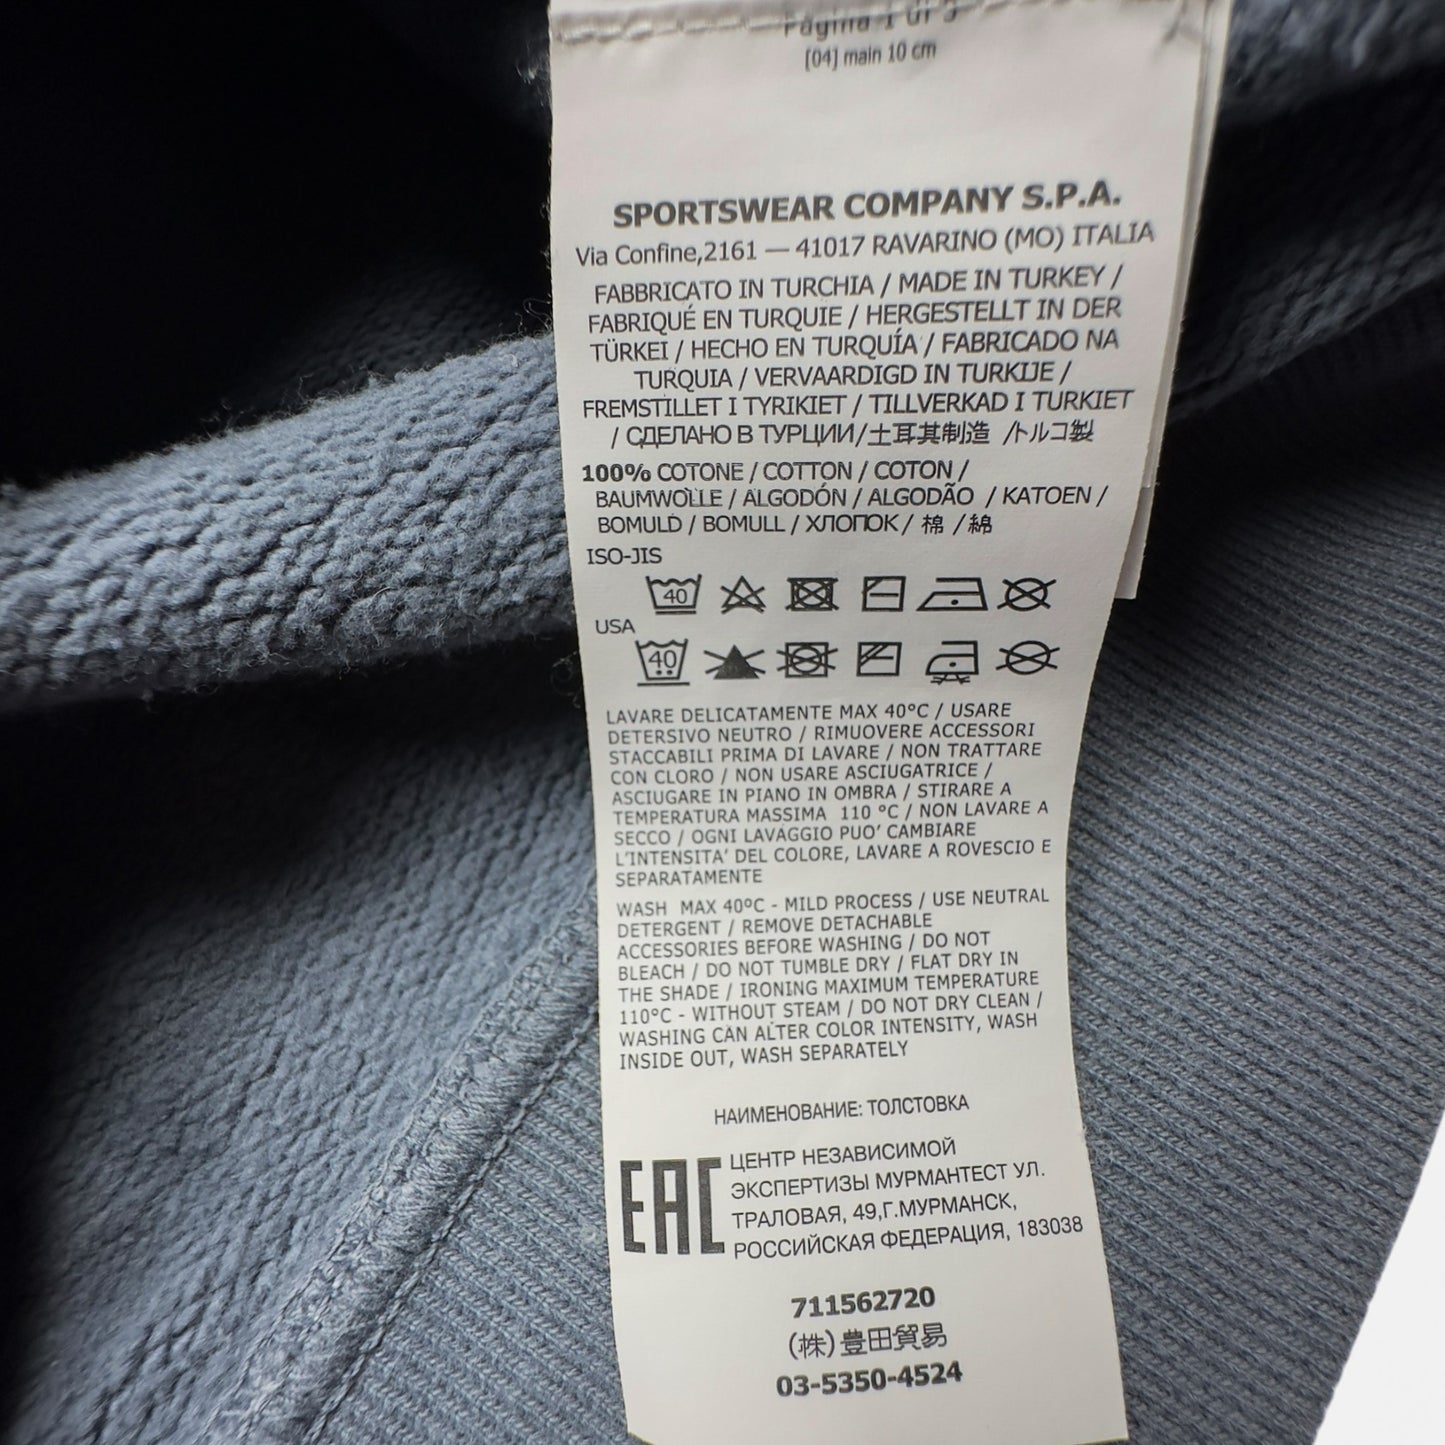 Pagina 1 di 3
[04] main 10 cm
SPORTSWEAR COMPANY S.P.A.
Via Confine,2161 — 41017 RAVARINO (MO) ITALIA
FABBRICATO IN TURCHIA / MADE IN TURKEY /
FABRIQUÉ EN TURQUIE / HERGESTELLT IN DER
TÜRKEI / HECHO EN TURQUÍA / FABRICADO NA
TURQUIA / VERVAARDIGD IN TURKIJE /
FREMSTILLET I TYRIKIET / TILLVERKAD I TURKIET
/ СДЕЛАНО В ТУРЦИИ/土耳其制造 /トルコ製
100% COTONE / COTTON / COTON /
BAUMWOLLE / ALGODÓN / ALGODÃO / KATOEN /
BOMULD / BOMULL / ХЛОПОК / 棉 /綿
ISO-JIS
40
USA
40
LAVARE DELICATAMENTE MAX 40°C / USARE
DETERSIVO NEUTRO / RIMUOVERE ACCESSORI
STACCABILI PRIMA DI LAVARE / NON TRATTARE
CON CLORO / NON USARE ASCIUGATRICE /
ASCIUGARE IN PIANO IN OMBRA / STIRARE A
TEMPERATURA MASSIMA 110 °C / NON LAVARE A
SECCO / OGNI LAVAGGIO PUO' CAMBIARE
L'INTENSITA' DEL COLORE, LAVARE A ROVESCIO E
SEPARATAMENTE
WASH MAX 40ºC - MILD PROCESS / USE NEUTRAL
DETERGENT / REMOVE DETACHABLE
ACCESSORIES BEFORE WASHING / DO NOT
BLEACH / DO NOT TUMBLE DRY / FLAT DRY IN
THE SHADE / IRONING MAXIMUM TEMPERATURE
110°C - WITHOUT STEAM / DO NOT DRY CLEAN /
WASHING CAN ALTER COLOR INTENSITY, WASH
INSIDE OUT, WASH SEPARATELY
НАИМЕНОВАНИЕ: ТОЛСТОВКА
EAC
ЦЕНТР НЕЗАВИСИМОЙ
ЭКСПЕРТИЗЫ МУРМАНТЕСТ УЛ.
ТРАЛОВАЯ, 49,Г.МУРМАНСК,
РОССИЙСКАЯ ФЕДЕРАЦИЯ, 183038
711562720
(株)豊田貿易
03-5350-4524